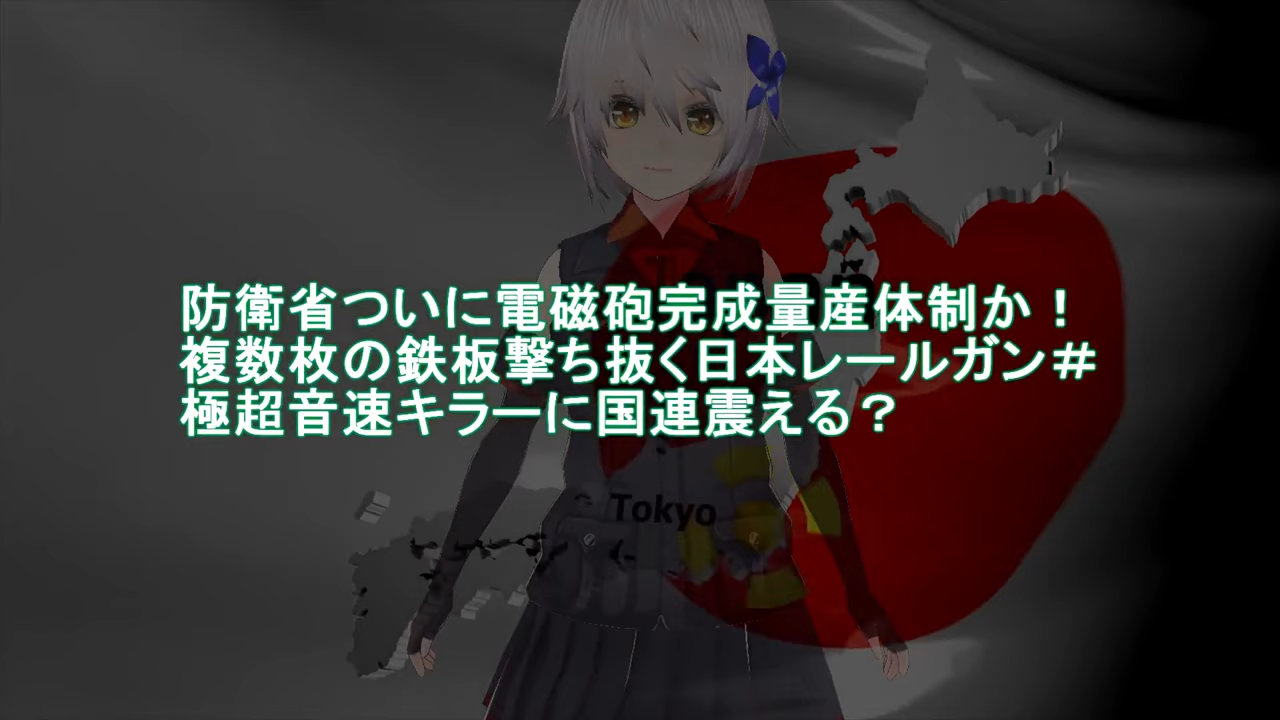 防衛省ついに電磁砲完成量産体制か！
複数枚の鉄板撃ち抜く日本レールガン＃
極超音速キラーに国連震える？
Tokyo